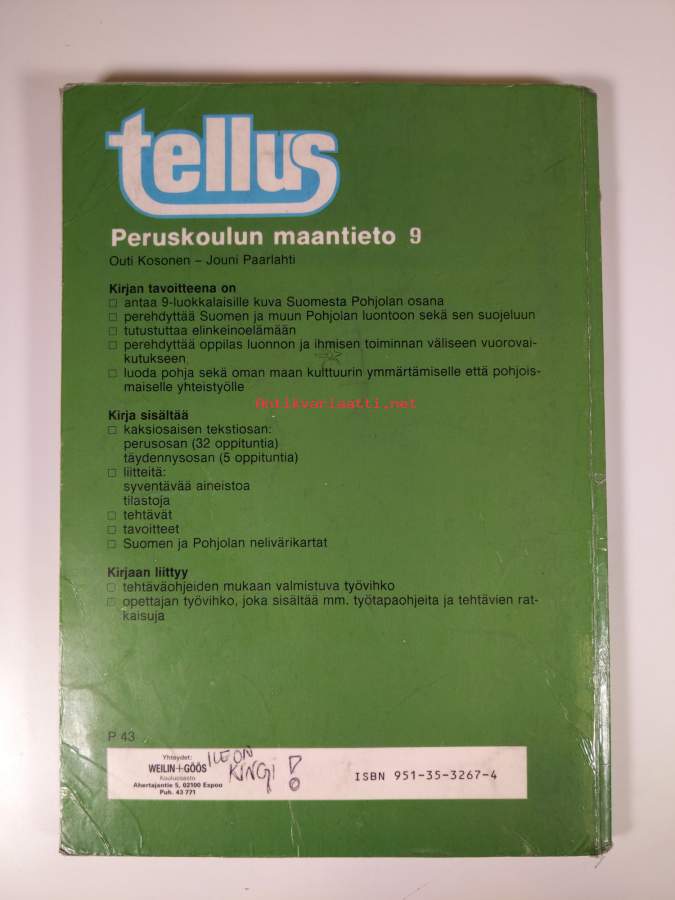 tellus
Peruskoulun maantieto 9
Outi Kosonen – Jouni Paarlahti
Kirjan tavoitteena on
□ antaa 9-luokkalaisille kuva Suomesta Pohjolan osana
□ perehdyttää Suomen ja muun Pohjolan luontoon sekä sen suojeluun
□ tutustuttaa elinkeinoelämään
□ perehdyttää oppilas luonnon ja ihmisen toiminnan väliseen vuorovai-
kutukseen
□ luoda pohja sekä oman maan kulttuurin ymmärtämiselle että pohjois-
maiselle yhteistyölle
Antikvariaatti.net
Kirja sisältää
□ kaksiosaisen tekstiosan:
perusosan (32 oppituntia)
täydennysosan (5 oppituntia)
□ liitteitä:
syventävää aineistoa
tilastoja
□ tehtävät
□ tavoitteet
□ Suomen ja Pohjolan nelivärikartat
Kirjaan liittyy
□ tehtäväohjeiden mukaan valmistuva työvihko
□ opettajan työvihko, joka sisältää mm. työtapaohjeita ja tehtävien rat-
kaisuja
P 43
Yhteydet:
WEILIN+GÖÖS
Kouluosasto
Ahertajantie 5, 02100 Espoo
Puh. 43 771
ILE ON
KINGI !
ISBN 951-35-3267-4